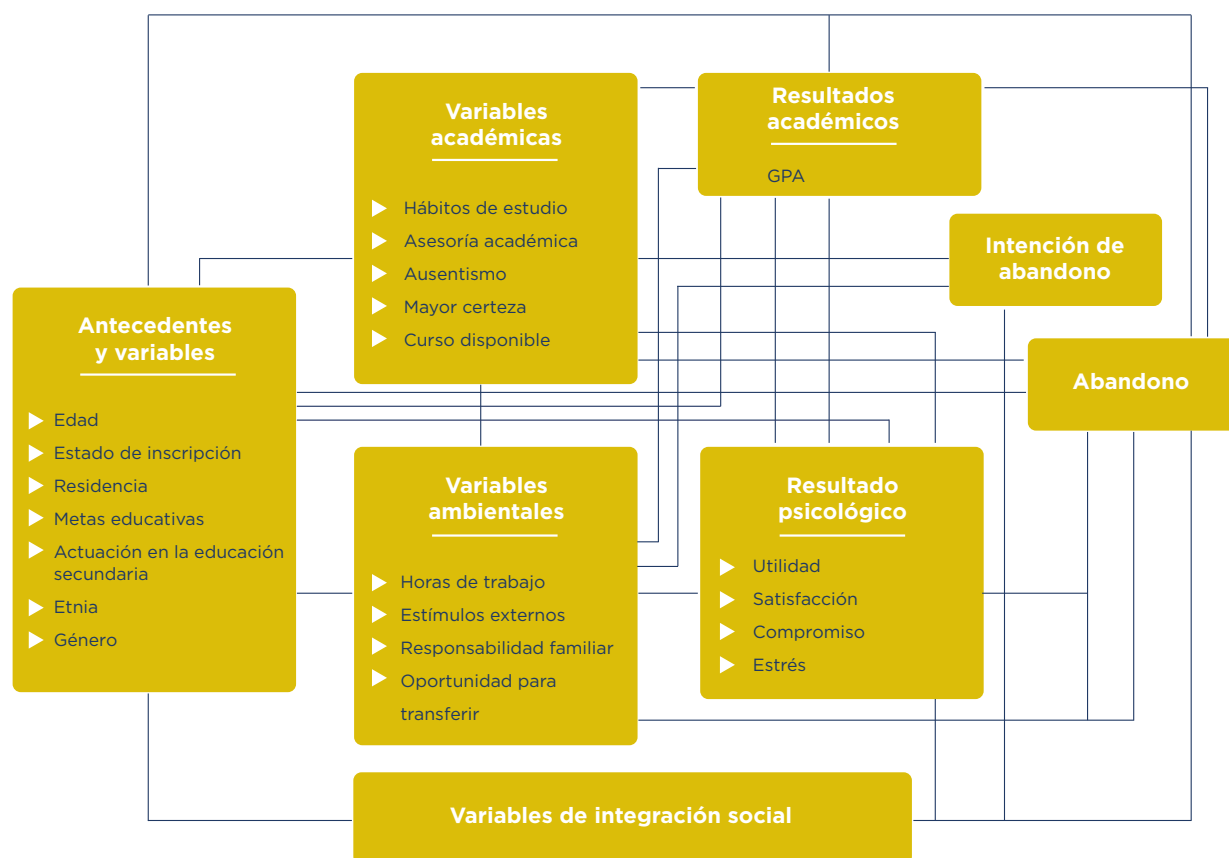 Variables
académicas
Hábitos de estudio
Asesoría académica
Ausentismo
Mayor certeza
Curso disponible
Resultados
académicos
GPA
Intención de
abandono
Antecedentes
y variables
Edad
Estado de inscripción
Residencia
Metas educativas
Actuación en la educación
secundaria
Etnia
Género
Abandono
Variables
ambientales
Horas de trabajo
Estímulos externos
Responsabilidad familiar
Oportunidad para
transferir
Resultado
psicológico
Utilidad
Satisfacción
Compromiso
Estrés
Variables de integración social